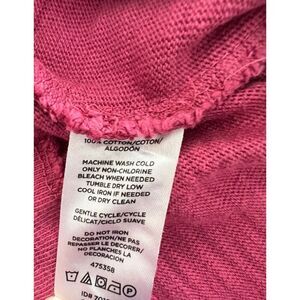 100% COTTON/COTON/
ALGODÓN
MACHINE WASH COLD
ONLY NON-CHLORINE
BLEACH WHEN NEEDED
TUMBLE DRY LOW
COOL IRON IF NEEDED
OR DRY CLEAN
GENTLE CYCLE/CYCLE
DÉLICAT/CICLO SUAVE
DO NOT IRON
DECORATION/NE PAS
REPASSER LE DECORER/
NO PLANCHES LA
DECORACIÓN
475358
ID#